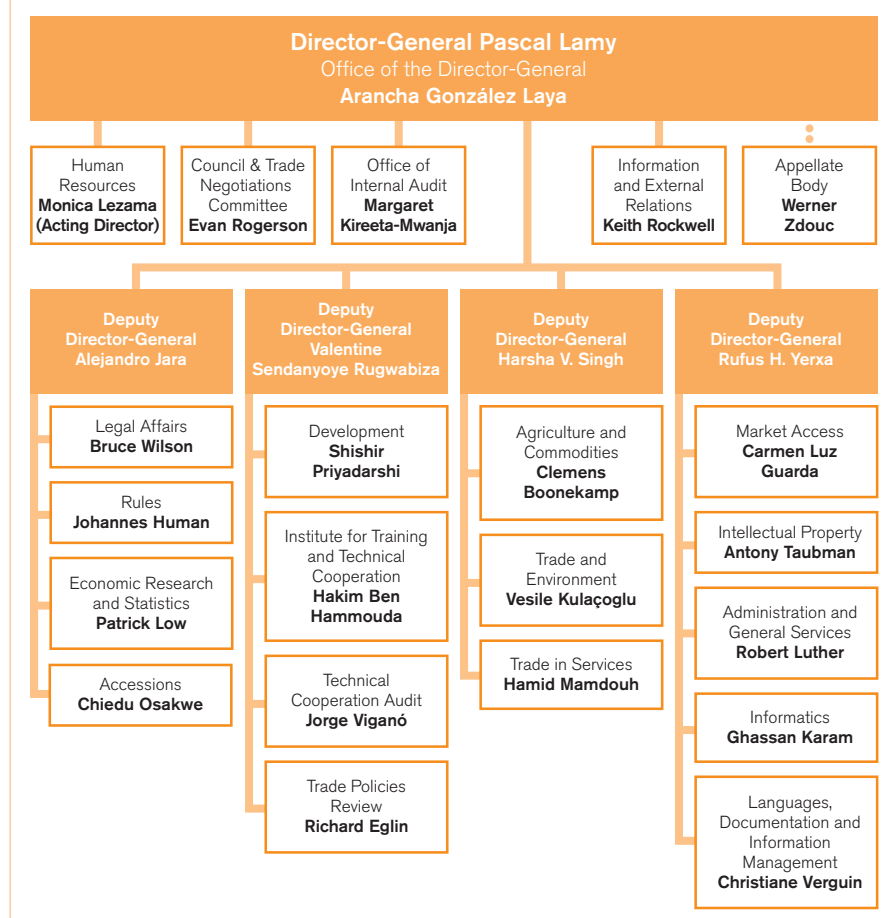 Director-General Pascal Lamy
Office of the Director-General
Arancha González Laya
Human
Resources
Monica Lezama
(Acting Director)
Council & Trade
Negotiations
Committee
Evan Rogerson
Office of
Internal Audit
Margaret
Kireeta-Mwanja
Information
and External
Relations
Keith Rockwell
Appellate
Body
Werner
Zdouc
Deputy
Director-General
Alejandro Jara
Legal Affairs
Bruce Wilson
Rules
Johannes Human
Economic Research
and Statistics
Patrick Low
Accessions
Chiedu Osakwe
Deputy
Director-General
Valentine
Sendanyoye Rugwabiza
Development
Shishir
Priyadarshi
Institute for Training
and Technical
Cooperation
Hakim Ben
Hammouda
Technical
Cooperation Audit
Jorge Viganó
Trade Policies
Review
Richard Eglin
Deputy
Director-General
Harsha V. Singh
Agriculture and
Commodities
Clemens
Boonekamp
Trade and
Environment
Vesile Kulaçoglu
Trade in Services
Hamid Mamdouh
Deputy
Director-General
Rufus H. Yerxa
Market Access
Carmen Luz
Guarda
Intellectual Property
Antony Taubman
Administration and
General Services
Robert Luther
Informatics
Ghassan Karam
Languages,
Documentation and
Information
Management
Christiane Verguin